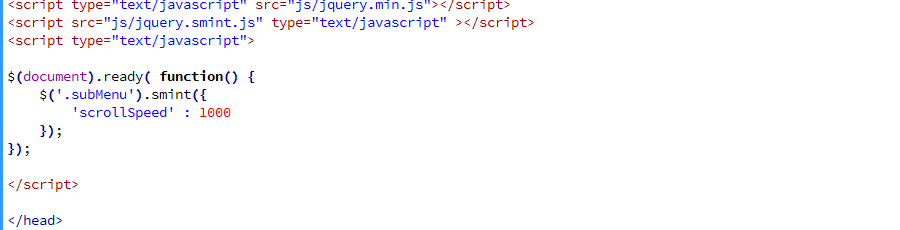 <script type="text/javascript" src="js/jquery.min.js"></script>
<script src="js/jquery.smint.js" type="text/javascript" ></script>
<script type="text/javascript">
$(document).ready( function() {
    $('.subMenu').smint({
        'scrollSpeed' : 1000
    });
});
</script>
</head>